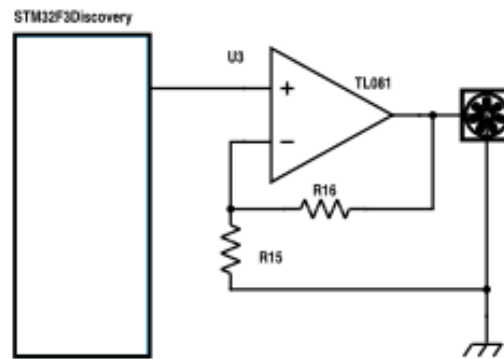 STM32F3Discovery
U3
TL081
+
−
R16
R15